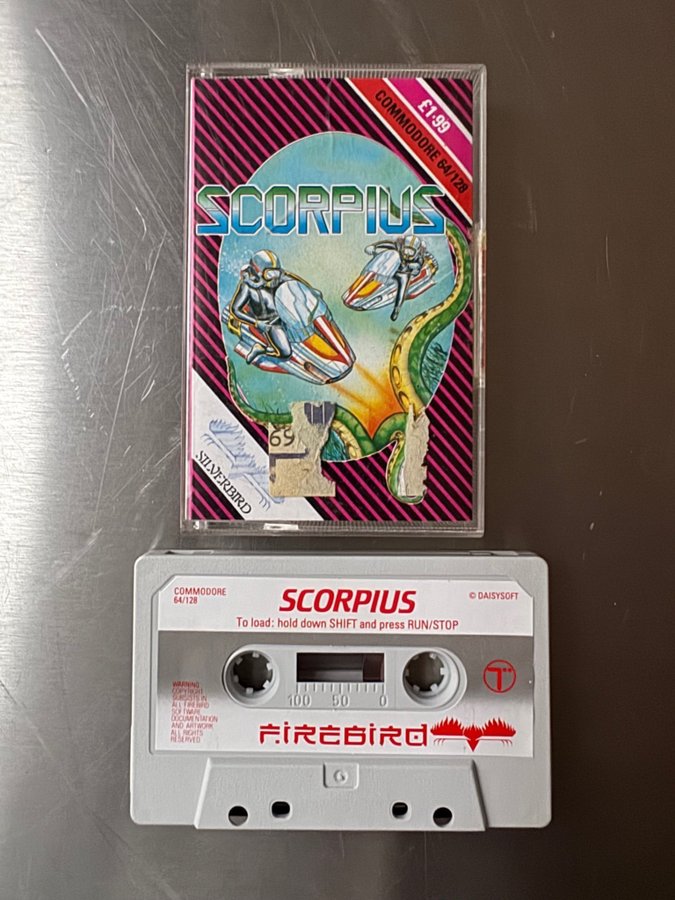 £1.99
COMMODORE 64/128
SCORPIUS
69
SILVERBIRD
COMMODORE
64/128
SCORPIUS
© DAISYSOFT
To load: hold down SHIFT and press RUN/STOP
WARNING
COPYRIGHT
SUBSISTS IN
ALL FIREBIRD
SOFTWARE
DOCUMENTATION
AND ARTWORK
ALL RIGHTS
RESERVED
100 50 0
FIREBIRD